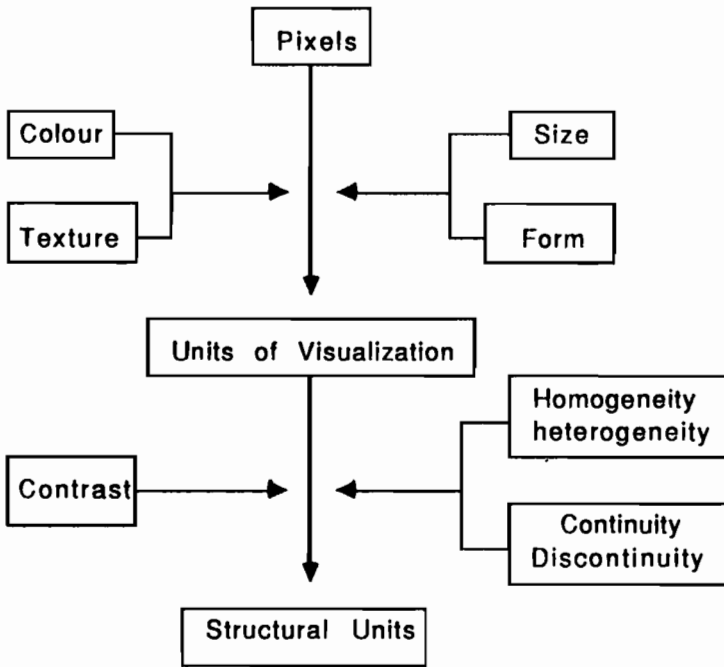 Pixels
Colour
Size
Texture
Form
Units of Visualization
Homogeneity
heterogeneity
Contrast
Continuity
Discontinuity
Structural Units